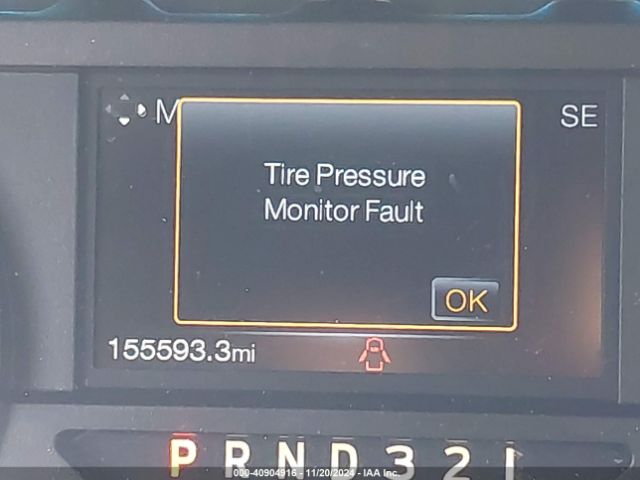 M
SE
Tire Pressure
Monitor Fault
OK
155593.3mi
P R N D 3 2 1
000-40904916 - 11/20/2024 - IAA Inc.